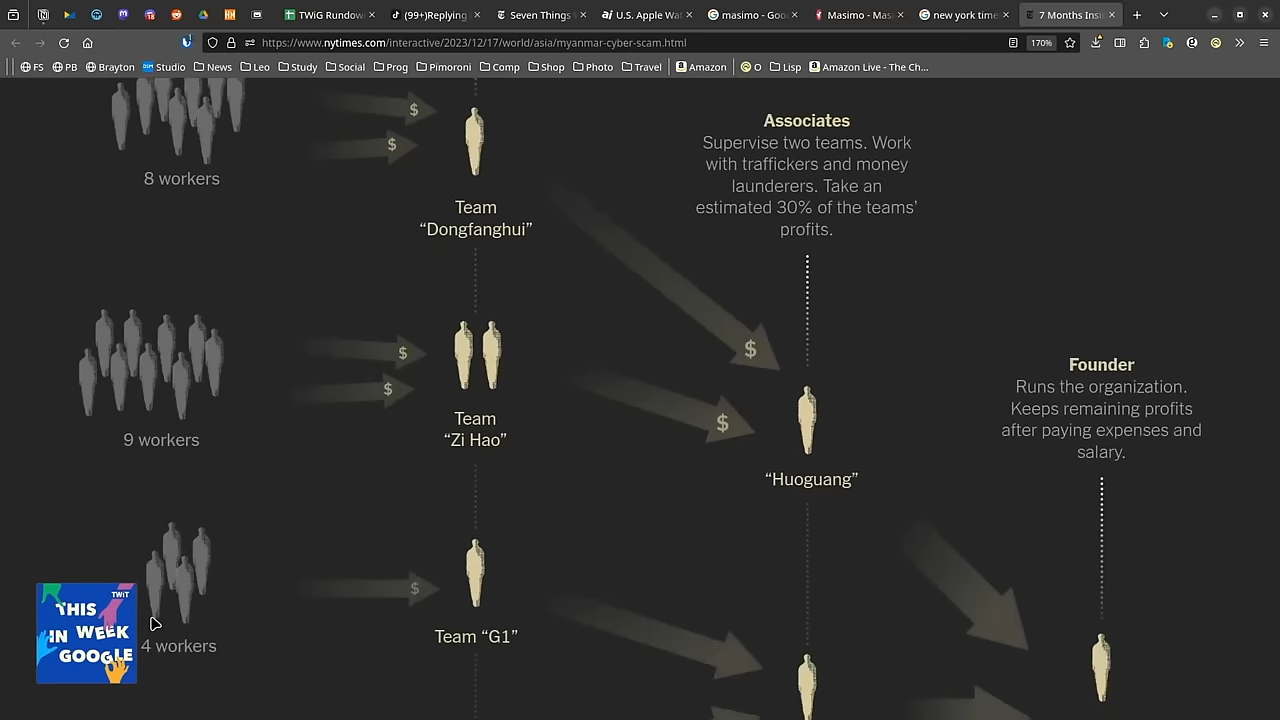 TWiG Rundow
(99+)Replying
Seven Things
U.S. Apple Wa
masimo - Goo
Masimo - Mas
new york time
7 Months Insi
https://www.nytimes.com/interactive/2023/12/17/world/asia/myanmar-cyber-scam.html
170%
FS
PB
Brayton
Studio
News
Leo
Study
Social
Prog
Pimoroni
Comp
Shop
Photo
Travel
Amazon
O
Lisp
Amazon Live - The Ch...
$
$
8 workers
Team
“Dongfanghui”
Associates
Supervise two teams. Work
with traffickers and money
launderers. Take an
estimated 30% of the teams’
profits.
$
$
9 workers
Team
“Zi Hao”
$
$
“Huoguang”
Founder
Runs the organization.
Keeps remaining profits
after paying expenses and
salary.
$
4 workers
Team “G1”
TWiT
THIS
IN WEEK
GOOGLE